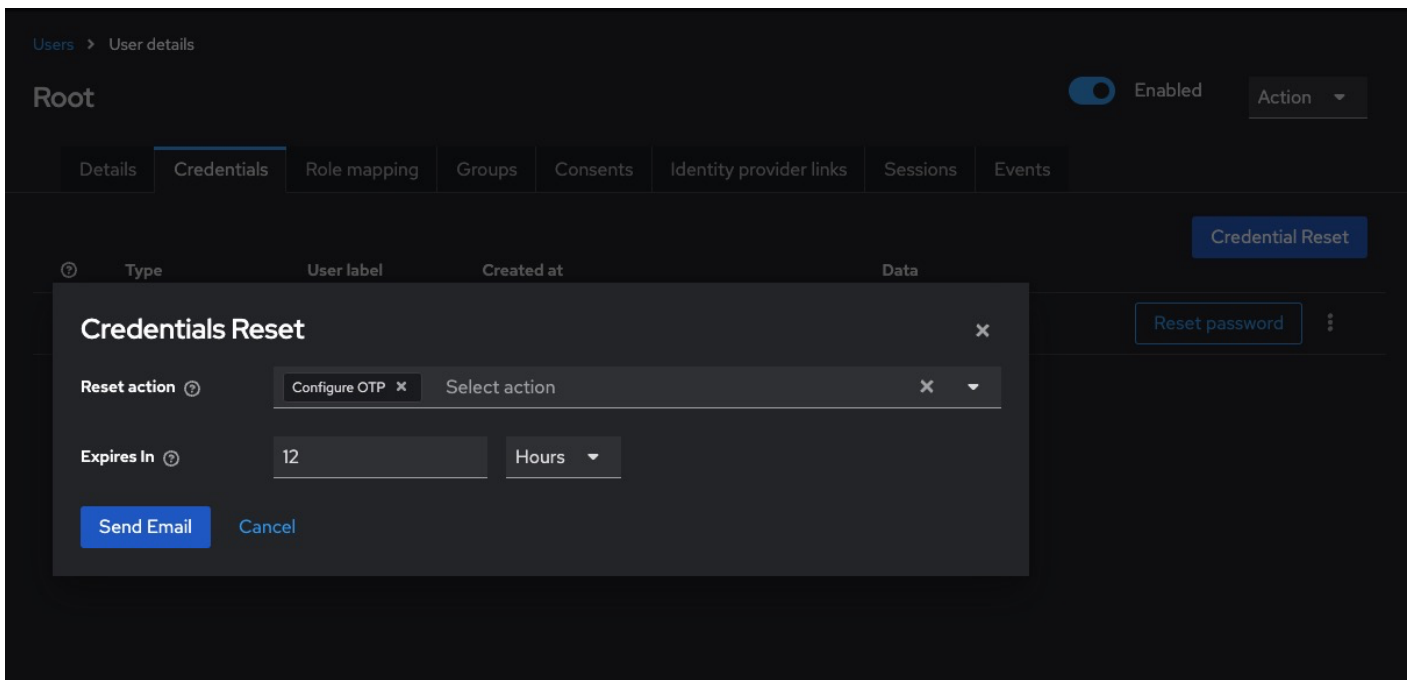 Users > User details
Root
Enabled
Action
Details Credentials Role mapping Groups Consents Identity provider links Sessions Events
Credential Reset
Type User label Created at Data
Reset password
Credentials Reset
Reset action Configure OTP Select action
Expires In 12 Hours
Send Email Cancel